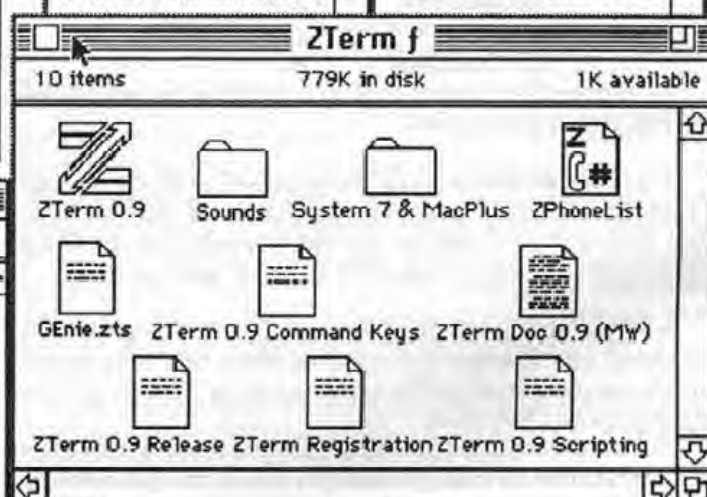 ZTerm ƒ
10 items 779K in disk 1K available
ZTerm 0.9 Sounds System 7 & MacPlus ZPhoneList
GEnie.zts ZTerm 0.9 Command Keys ZTerm Doc 0.9 (MW)
ZTerm 0.9 Release ZTerm Registration ZTerm 0.9 Scripting